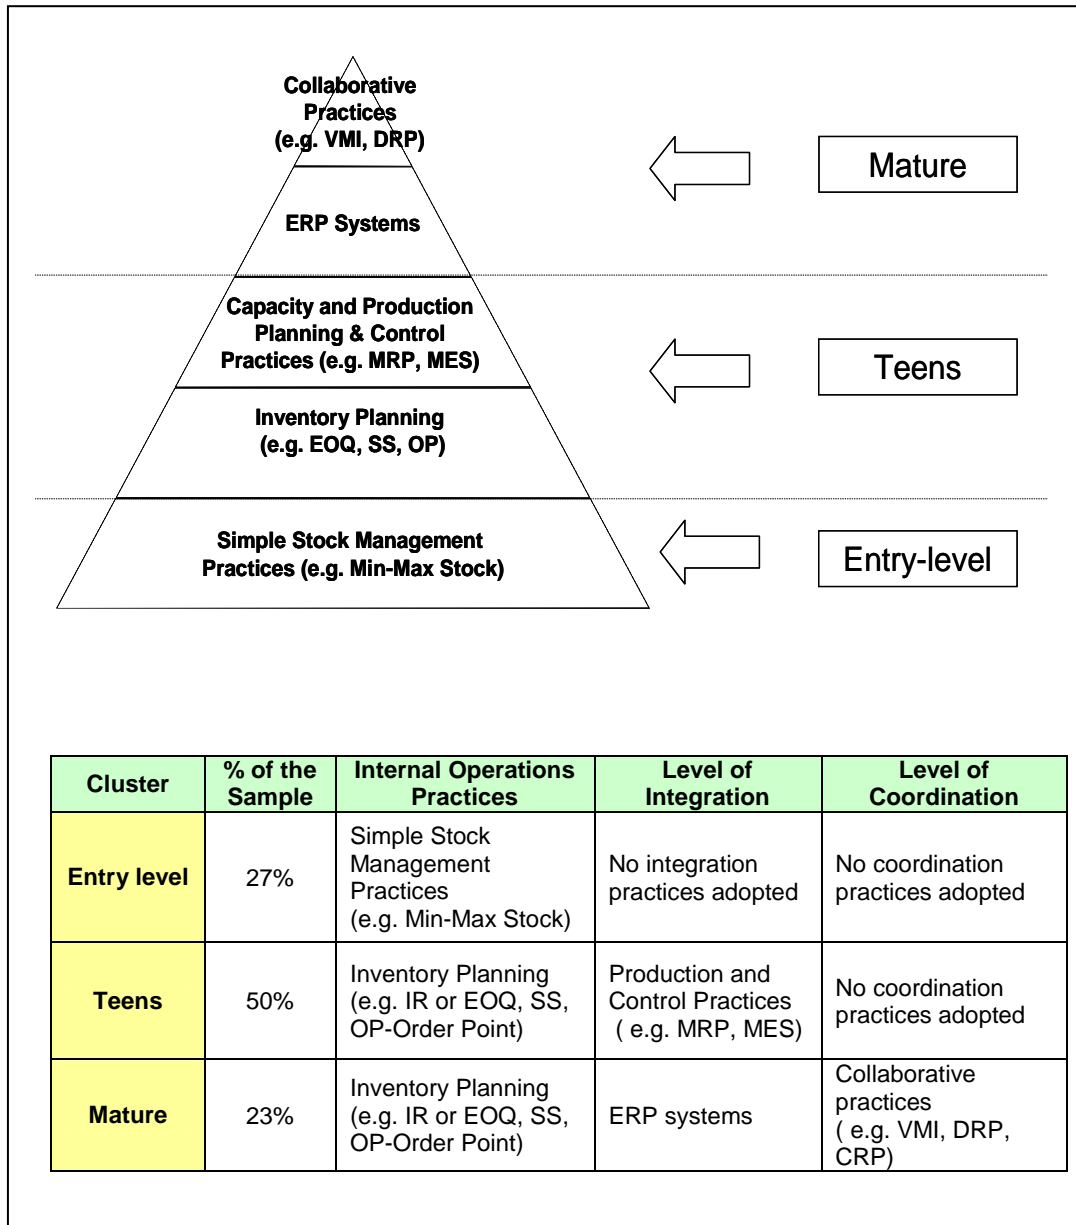 Collaborative
Practices
(e.g. VMI, DRP)
Mature
ERP Systems
Capacity and Production
Planning & Control
Practices (e.g. MRP, MES)
Teens
Inventory Planning
(e.g. EOQ, SS, OP)
Simple Stock Management
Practices (e.g. Min-Max Stock)
Entry-level
Cluster
% of the
Sample
Internal Operations
Practices
Level of
Integration
Level of
Coordination
Entry level
27%
Simple Stock
Management
Practices
(e.g. Min-Max Stock)
No integration
practices adopted
No coordination
practices adopted
Teens
50%
Inventory Planning
(e.g. IR or EOQ, SS,
OP-Order Point)
Production and
Control Practices
( e.g. MRP, MES)
No coordination
practices adopted
Mature
23%
Inventory Planning
(e.g. IR or EOQ, SS,
OP-Order Point)
ERP systems
Collaborative
practices
( e.g. VMI, DRP,
CRP)